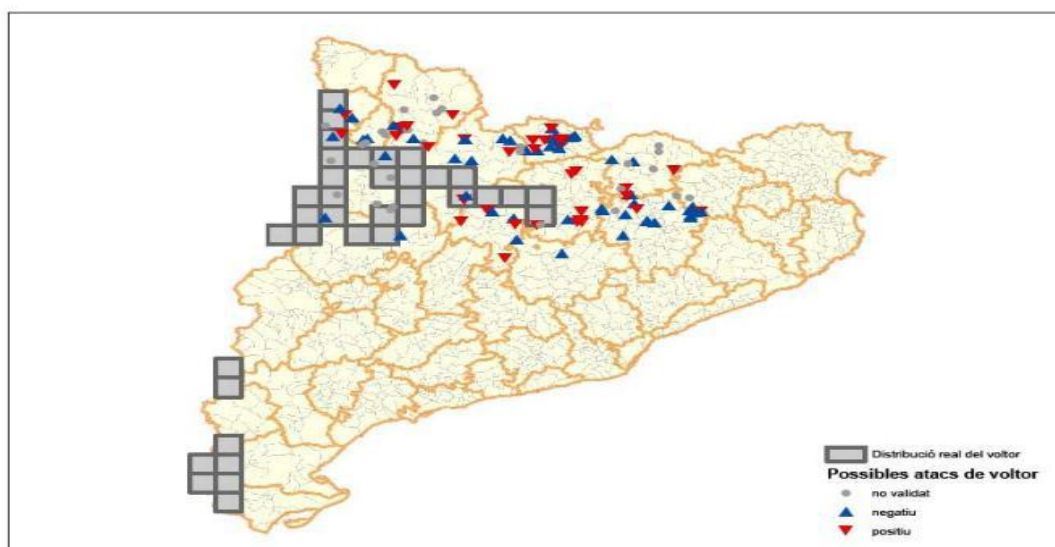 Distribució real del voltor
Possibles atacs de voltor
no validat
negatiu
positiu